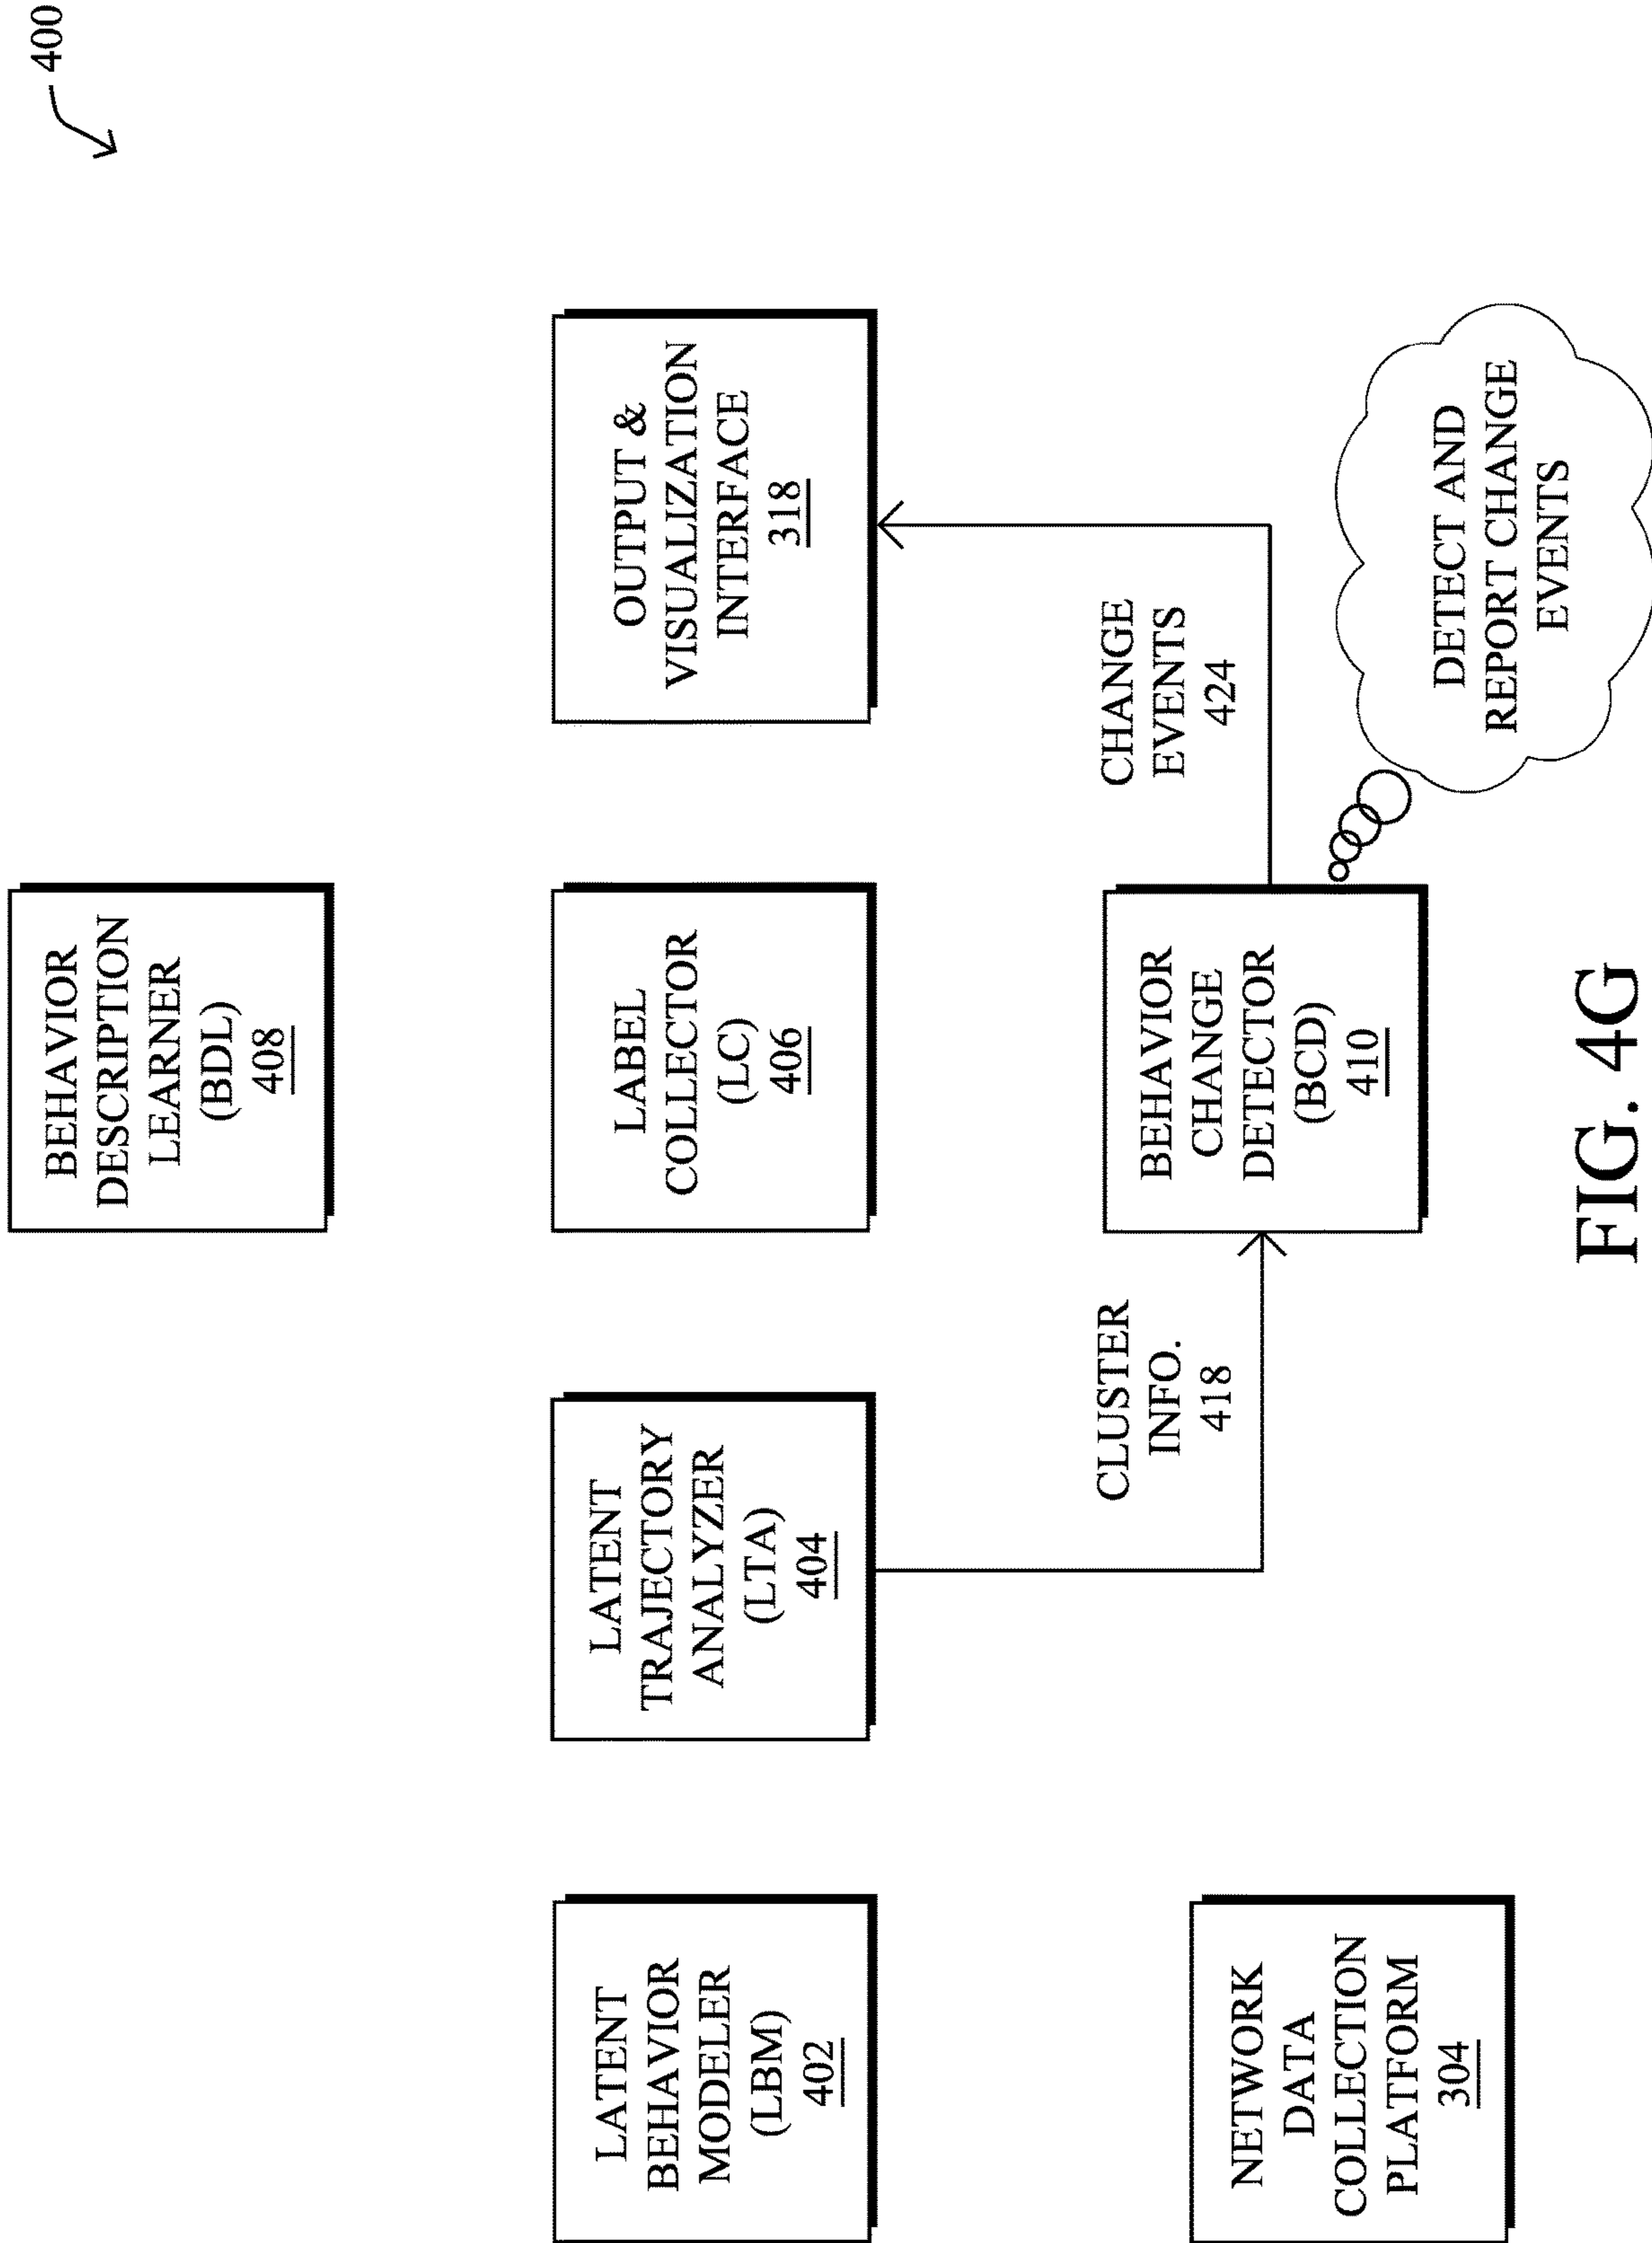 400
BEHAVIOR
DESCRIPTION
LEARNER
(BDL)
408
LATENT
BEHAVIOR
MODELER
(LBM)
402
LATENT
TRAJECTORY
ANALYZER
(LTA)
404
LABEL
COLLECTOR
(LC)
406
OUTPUT &
VISUALIZATION
INTERFACE
318
CLUSTER
INFO.
418
CHANGE
EVENTS
424
NETWORK
DATA
COLLECTION
PLATFORM
304
BEHAVIOR
CHANGE
DETECTOR
(BCD)
410
DETECT AND
REPORT CHANGE
EVENTS
FIG. 4G